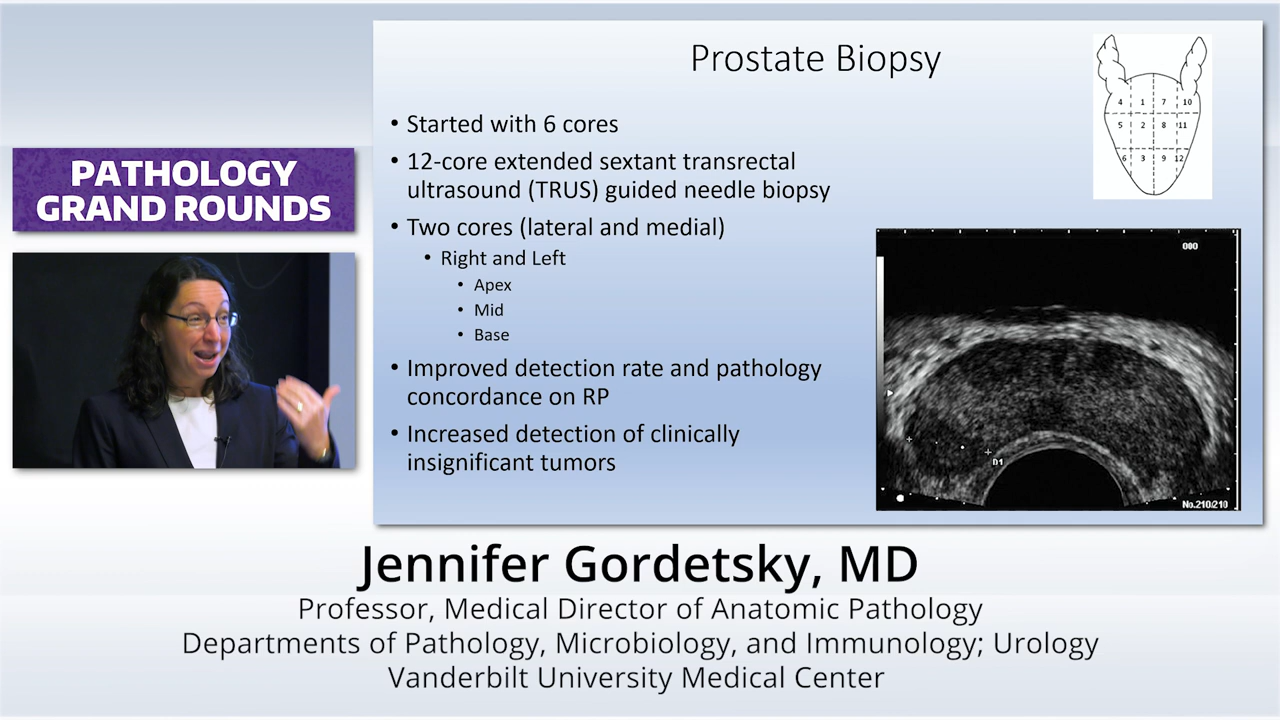 PATHOLOGY
GRAND ROUNDS
Prostate Biopsy
• Started with 6 cores
• 12-core extended sextant transrectal
ultrasound (TRUS) guided needle biopsy
• Two cores (lateral and medial)
• Right and Left
• Apex
• Mid
• Base
• Improved detection rate and pathology
concordance on RP
• Increased detection of clinically
insignificant tumors
4 1 7 10
5 2 8 11
6 3 9 12
000
D1
No.210/210
Jennifer Gordetsky, MD
Professor, Medical Director of Anatomic Pathology
Departments of Pathology, Microbiology, and Immunology; Urology
Vanderbilt University Medical Center